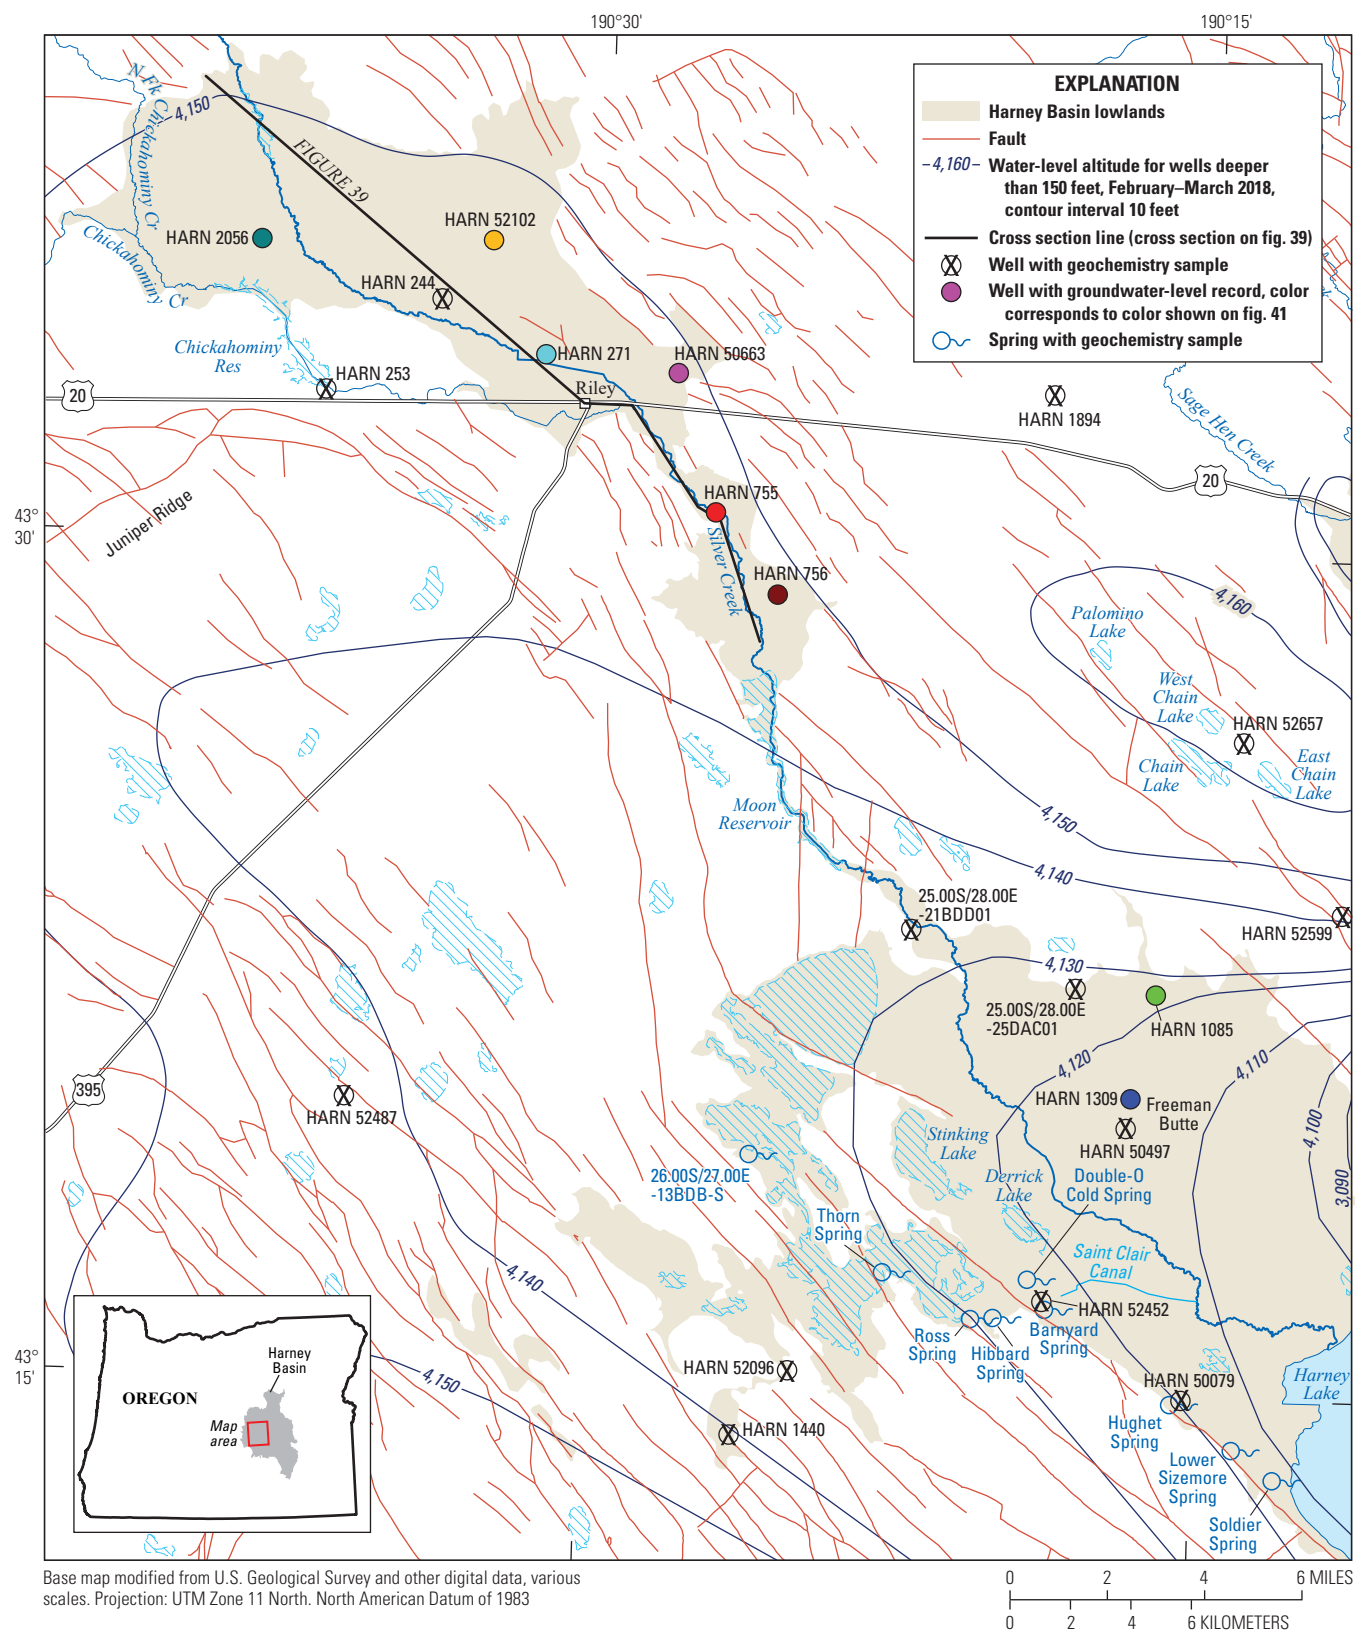 190°30'
190°15'
EXPLANATION
Harney Basin lowlands
Fault
4,160
Water-level altitude for wells deeper
than 150 feet, February–March 2018,
contour interval 10 feet
Cross section line (cross section on fig. 39)
Well with geochemistry sample
Well with groundwater-level record, color
corresponds to color shown on fig. 41
Spring with geochemistry sample
N Fk Chickahominy Cr
4,150
FIGURE 39
HARN 52102
HARN 2056
Chickahominy Cr
HARN 244
Chickahominy
Res
HARN 271
HARN 50663
HARN 253
Riley
20
HARN 1894
Sage Hen Creek
20
HARN 755
43°
30'
Juniper Ridge
Silver Creek
HARN 756
4,160
Palomino
Lake
West
Chain
Lake
HARN 52657
East
Chain
Lake
Chain
Lake
Moon
Reservoir
4,150
4,140
25.00S/28.00E
-21BDD01
HARN 52599
4,130
25.00S/28.00E
-25DAC01
HARN 1085
4,120
4,110
395
HARN 52487
HARN 1309
Freeman
Butte
4,100
HARN 50497
Stinking
Lake
Derrick
Lake
Double-O
Cold Spring
3,090
26.00S/27.00E
-13BDB-S
Thorn
Spring
Saint Clair
Canal
4,140
HARN 52452
Barnyard
Spring
Ross
Spring
Hibbard
Spring
43°
15'
HARN 52096
4,150
HARN 50079
Harney
Lake
HARN 1440
Hughet
Spring
Lower
Sizemore
Spring
Soldier
Spring
Harney
Basin
OREGON
Map
area
Base map modified from U.S. Geological Survey and other digital data, various
scales. Projection: UTM Zone 11 North. North American Datum of 1983
0 2 4 6 MILES
0 2 4 6 KILOMETERS